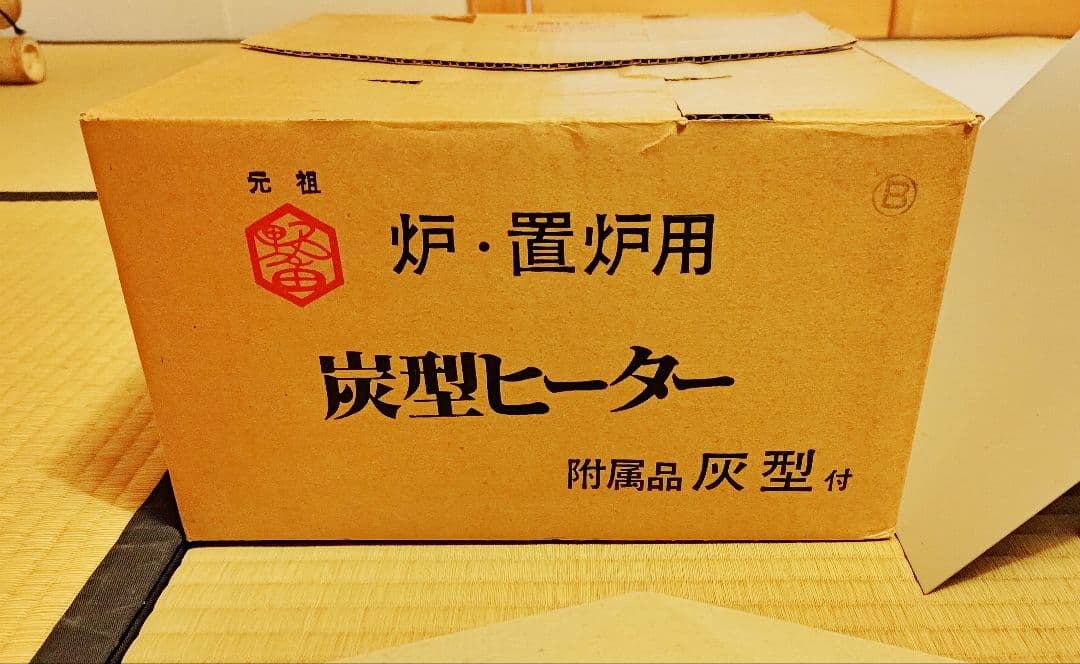 元祖
炉・置炉用
B
炭型ヒーター
附属品 灰型付